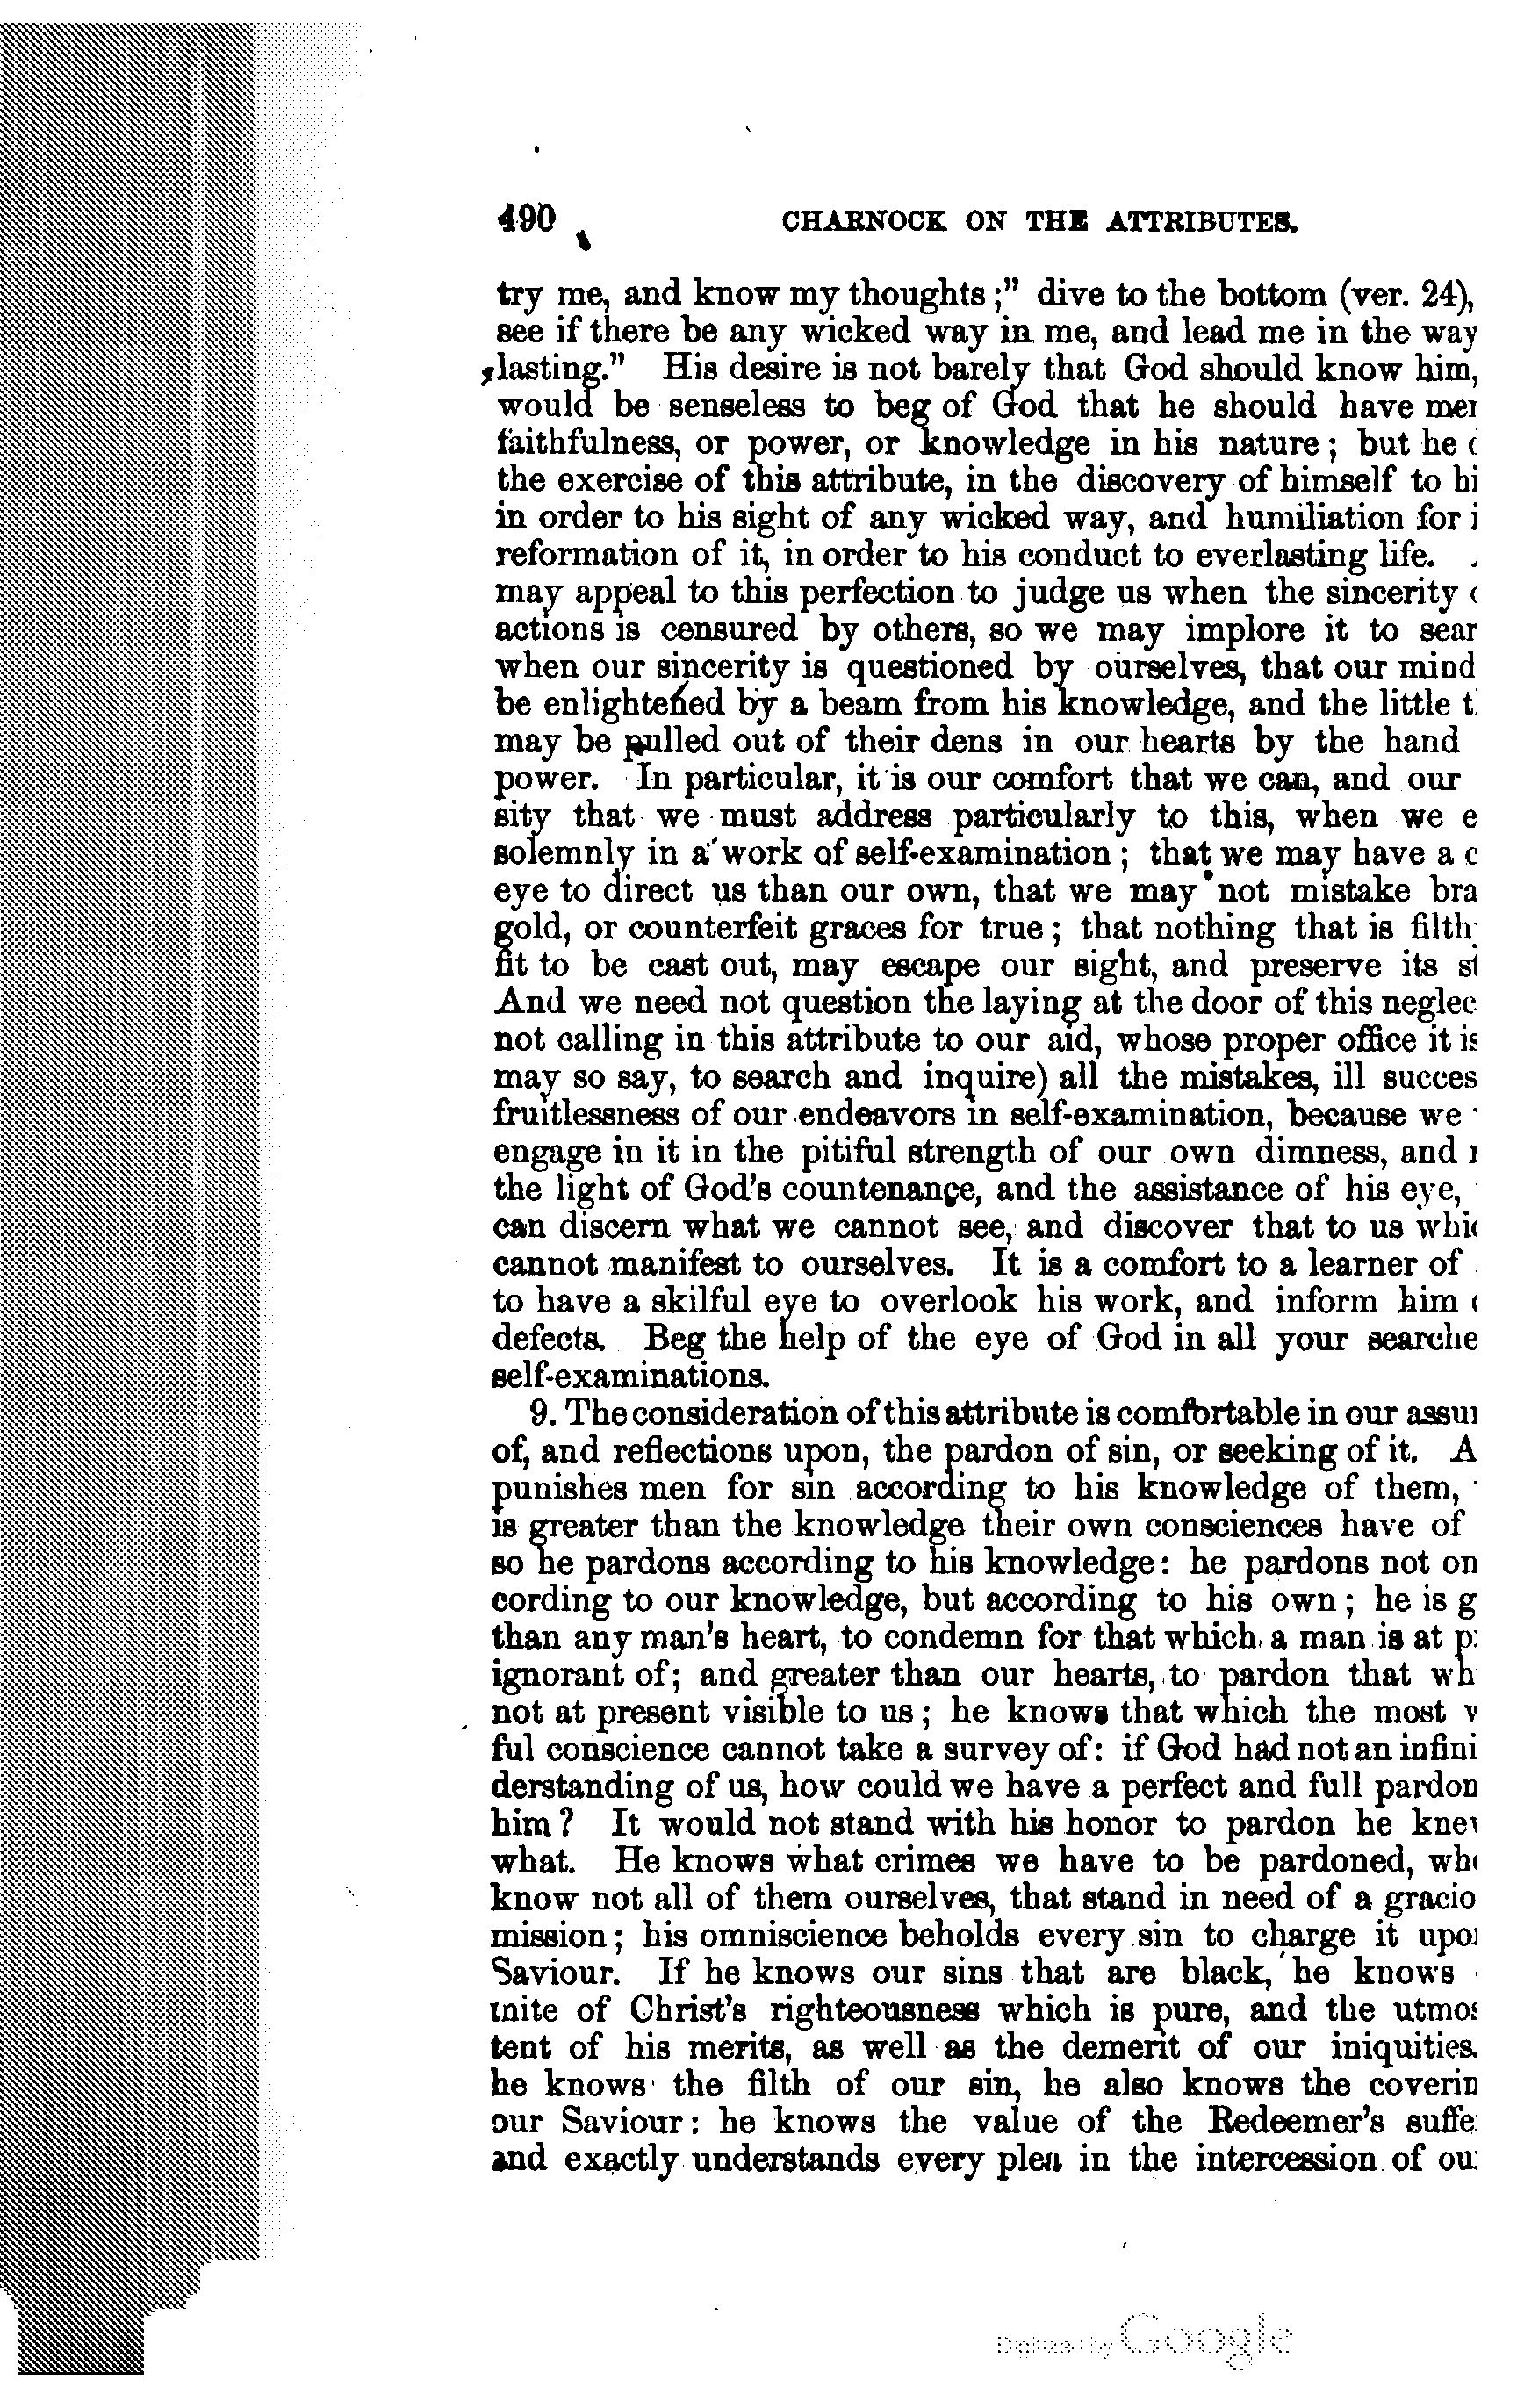 490 CHARNOCK ON THE ATTRIBUTES.
try me, and know my thoughts;" dive to the bottom (ver. 24),
see if there be any wicked way in me, and lead me in the way
lasting." His desire is not barely that God should know him,
would be senseless to beg of God that he should have
faithfulness, or power, or knowledge in his nature; but he
the exercise of this attribute, in the discovery of himself to
in order to his sight of any wicked way, and humiliation for
reformation of it, in order to his conduct to everlasting life.
may appeal to this perfection to judge us when the sincerity
actions is censured by others, so we may implore it to sear
when our sincerity is questioned by ourselves, that our mind
be enlightened by a beam from his knowledge, and the little
may be pulled out of their dens in our hearts by the hand
power. In particular, it is our comfort that we can, and our
sity that we must address particularly to this, when we e
solemnly in a work of self-examination; that we may have a c
eye to direct us than our own, that we may not mistake bra
gold, or counterfeit graces for true; that nothing that is filth
fit to be cast out, may escape our sight, and preserve its
And we need not question the laying at the door of this neglec
not calling in this attribute to our aid, whose proper office it is
may so say, to search and inquire) all the mistakes, ill succes
fruitlessness of our endeavors in self-examination, because we
engage in it in the pitiful strength of our own dimness, and
the light of God's countenance, and the assistance of his eye,
can discern what we cannot see, and discover that to us whi
cannot manifest to ourselves. It is a comfort to a learner of
to have a skilful eye to overlook his work, and inform him
defects. Beg the help of the eye of God in all your searche
self-examinations.
9. The consideration of this attribute is comfortable in our assu
of, and reflections upon, the pardon of sin, or seeking of it. A
punishes men for sin according to his knowledge of them,
is greater than the knowledge their own consciences have of
so he pardons according to his knowledge: he pardons not on
cording to our knowledge, but according to his own; he is g
than any man's heart, to condemn for that which a man is at p
ignorant of; and greater than our hearts, to pardon that wh
not at present visible to us; he knows that which the most
ful conscience cannot take a survey of: if God had not an infini
derstanding of us, how could we have a perfect and full pardon
him? It would not stand with his honor to pardon he kne
what. He knows what crimes we have to be pardoned, wh
know not all of them ourselves, that stand in need of a gracio
mission; his omniscience beholds every sin to charge it upo
Saviour. If he knows our sins that are black, he knows
mite of Christ's righteousness which is pure, and the utmos
tent of his merits, as well as the demerit of our iniquities.
he knows the filth of our sin, he also knows the coverin
our Saviour: he knows the value of the Redeemer's suffe
and exactly understands every plea in the intercession of ou
Digitized by Google